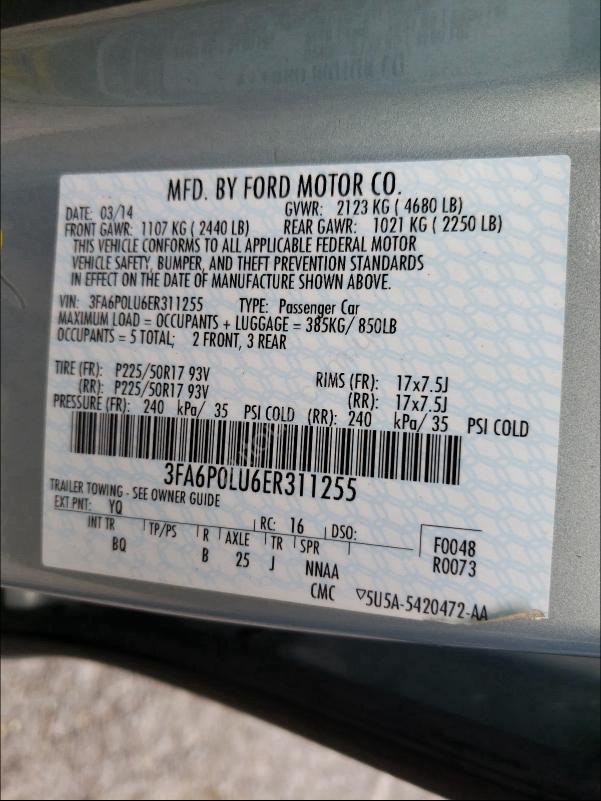 MFD. BY FORD MOTOR CO.
DATE: 03/14 GVWR: 2123 KG ( 4680 LB)
FRONT GAWR: 1107 KG ( 2440 LB) REAR GAWR: 1021 KG ( 2250 LB)
THIS VEHICLE CONFORMS TO ALL APPLICABLE FEDERAL MOTOR
VEHICLE SAFETY, BUMPER, AND THEFT PREVENTION STANDARDS
IN EFFECT ON THE DATE OF MANUFACTURE SHOWN ABOVE.
VIN: 3FA6P0LU6ER311255 TYPE: Passenger Car
MAXIMUM LOAD = OCCUPANTS + LUGGAGE = 385KG/ 850LB
OCCUPANTS = 5 TOTAL; 2 FRONT, 3 REAR
TIRE (FR): P225/50R17 93V RIMS (FR): 17x7.5J
(RR): P225/50R17 93V (RR): 17x7.5J
PRESSURE (FR): 240 kPa/ 35 PSI COLD (RR): 240 kPa/ 35 PSI COLD
3FA6P0LU6ER311255
TRAILER TOWING - SEE OWNER GUIDE
EXT PNT: YQ RC: 16 DSO: F0048
INT TR TP/PS R AXLE TR SPR R0073
BQ B 25 J NNAA
CMC ▽5U5A-5420472-AA